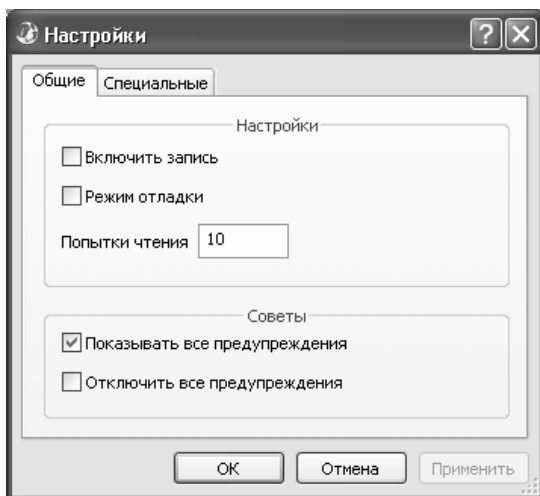 Настройки
Общие Специальные
Настройки
Включить запись
Режим отладки
Попытки чтения 10
Советы
Показывать все предупреждения
Отключить все предупреждения
OK Отмена Применить